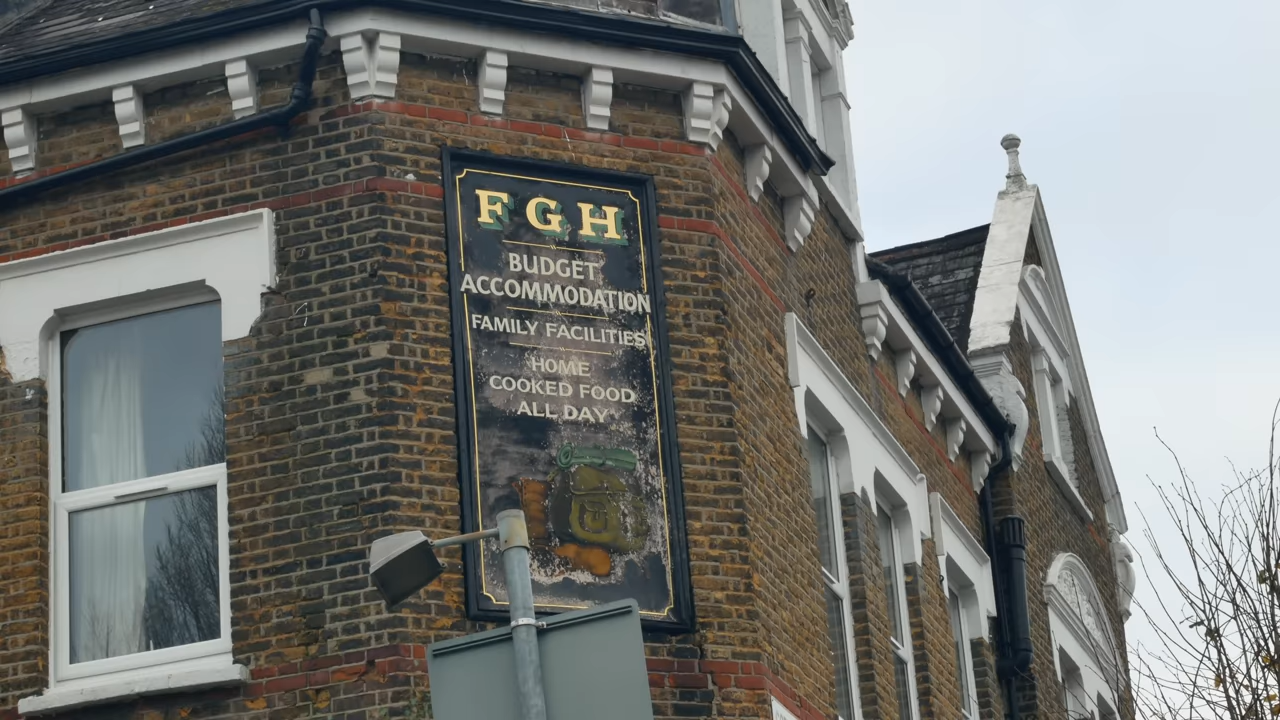 FGH
BUDGET
ACCOMMODATION
FAMILY FACILITIES
HOME
COOKED FOOD
ALL DAY